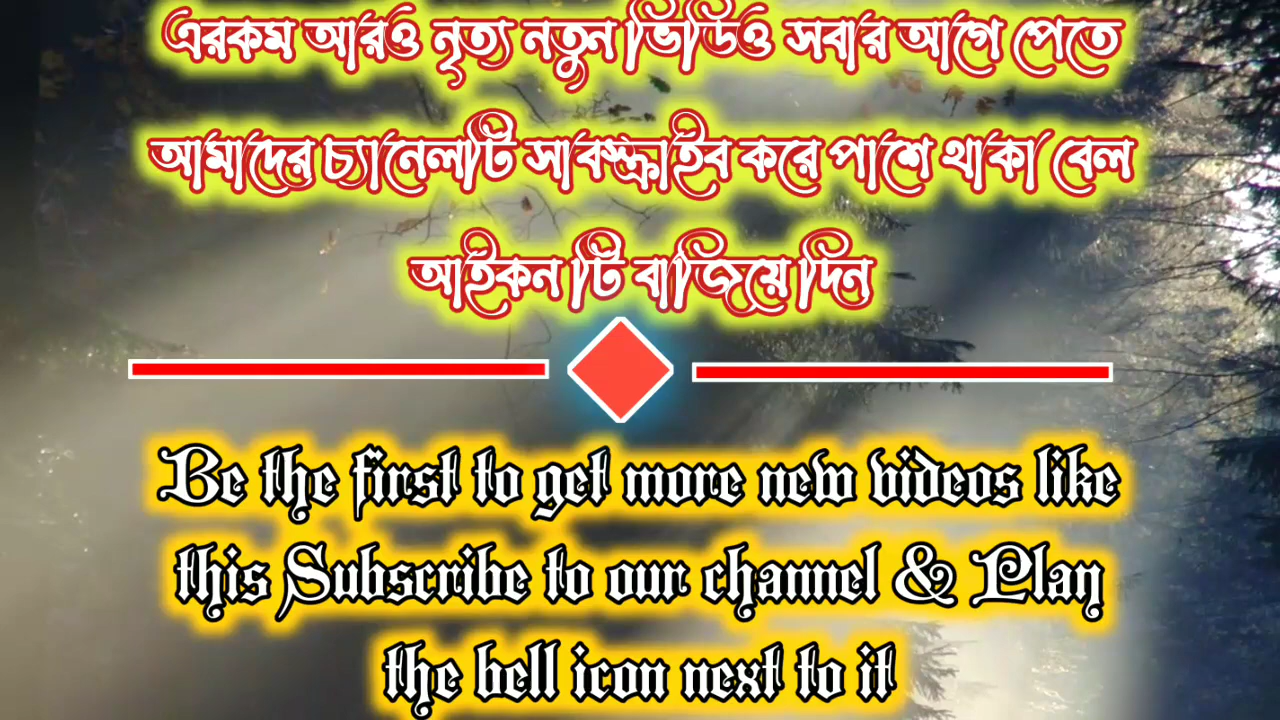 এরকম আরও নৃত্য নতুন ভিডিও সবার আগে পেতে
আমাদের চ্যানেলটি সাবস্ক্রাইব করে পাশে থাকা বেল
আইকন টি বাজিয়ে দিন
Be the first to get more new videos like
this Subscribe to our channel & Play
the bell icon next to it